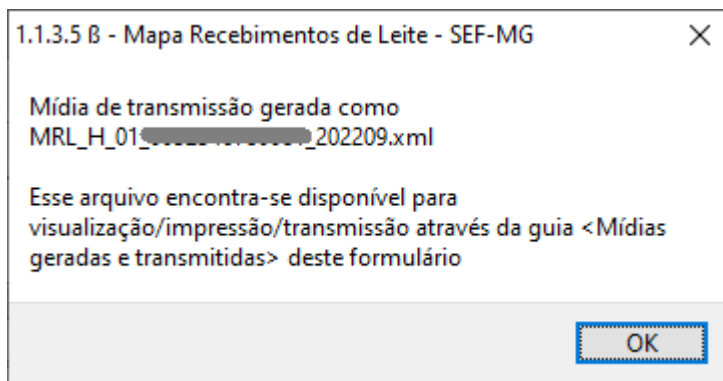 1.1.3.5 ß - Mapa Recebimentos de Leite - SEF-MG
Mídia de transmissão gerada como
MRL_H_01_ _202209.xml
Esse arquivo encontra-se disponível para
visualização/impressão/transmissão através da guia <Mídias
geradas e transmitidas> deste formulário
OK